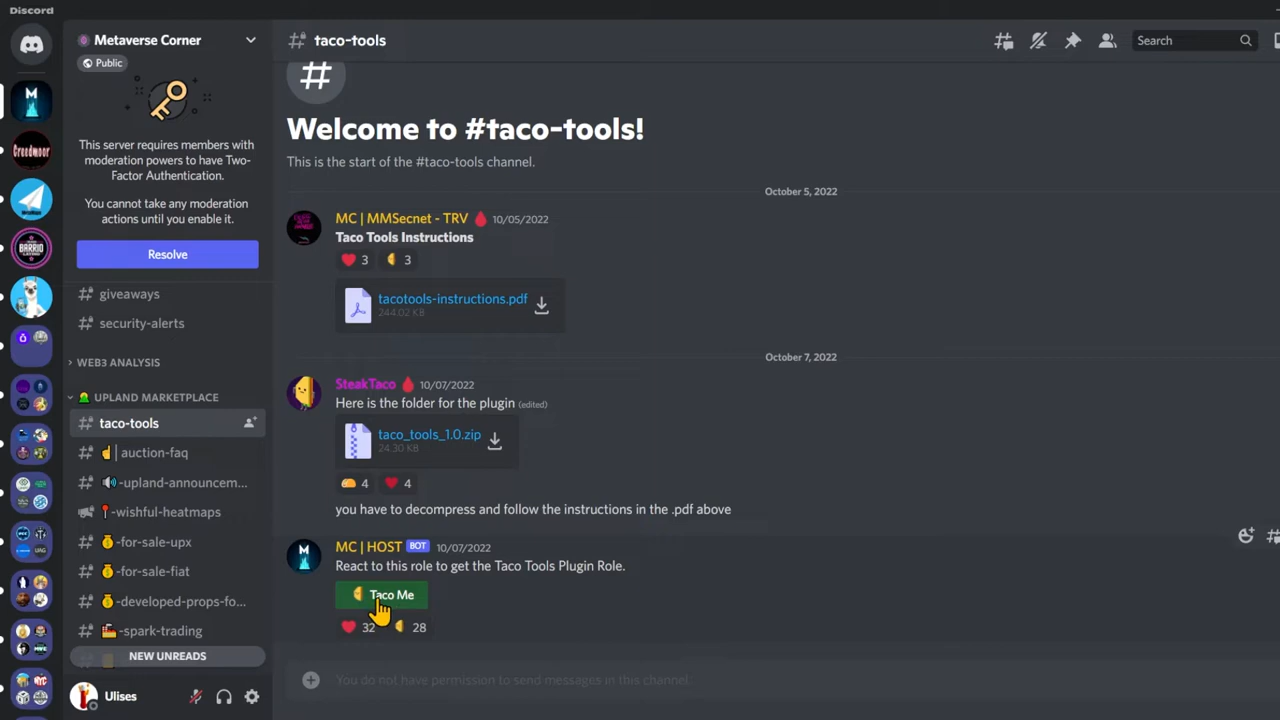 Discord
Metaverse Corner
Public
This server requires members with
moderation powers to have Two-
Factor Authentication.
You cannot take any moderation
actions until you enable it.
Resolve
giveaways
security-alerts
WEB3 ANALYSIS
UPLAND MARKETPLACE
taco-tools
auction-faq
-upland-announcem...
-wishful-heatmaps
-for-sale-upx
-for-sale-fiat
-developed-props-fo...
-spark-trading
NEW UNREADS
Ulises
taco-tools
Search
Welcome to #taco-tools!
This is the start of the #taco-tools channel.
October 5, 2022
MC | MMSecnet - TRV 10/05/2022
Taco Tools Instructions
3 3
tacotools-instructions.pdf
244.02 KB
October 7, 2022
SteakTaco 10/07/2022
Here is the folder for the plugin (edited)
taco_tools_1.0.zip
24.30 KB
4 4
you have to decompress and follow the instructions in the .pdf above
MC | HOST BOT 10/07/2022
React to this role to get the Taco Tools Plugin Role.
Taco Me
32 28
You do not have permission to send messages in this channel.